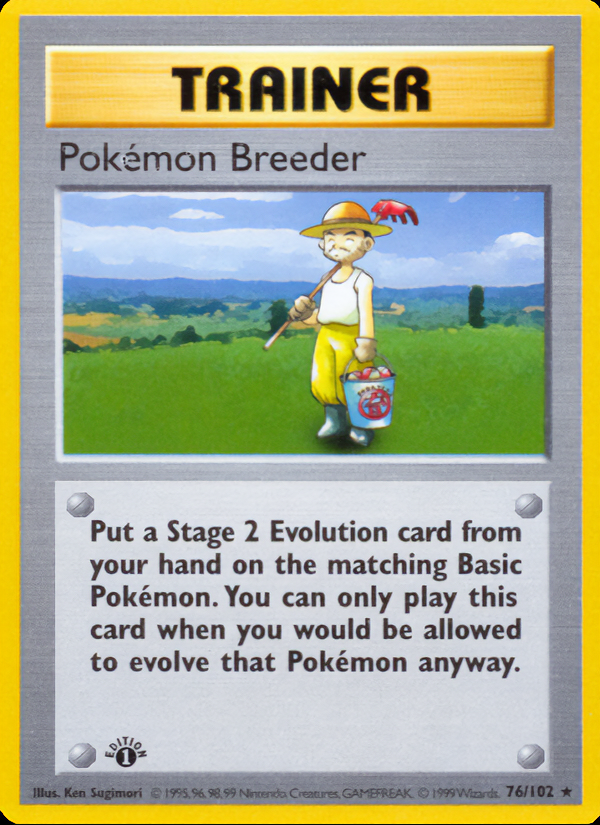 TRAINER
Pokémon Breeder
Put a Stage 2 Evolution card from
your hand on the matching Basic
Pokémon. You can only play this
card when you would be allowed
to evolve that Pokémon anyway.
EDITION
1
Illus. Ken Sugimori © 1995, 96, 98, 99 Nintendo, Creatures, GAMEFREAK. © 1999 Wizards. 76/102 ★